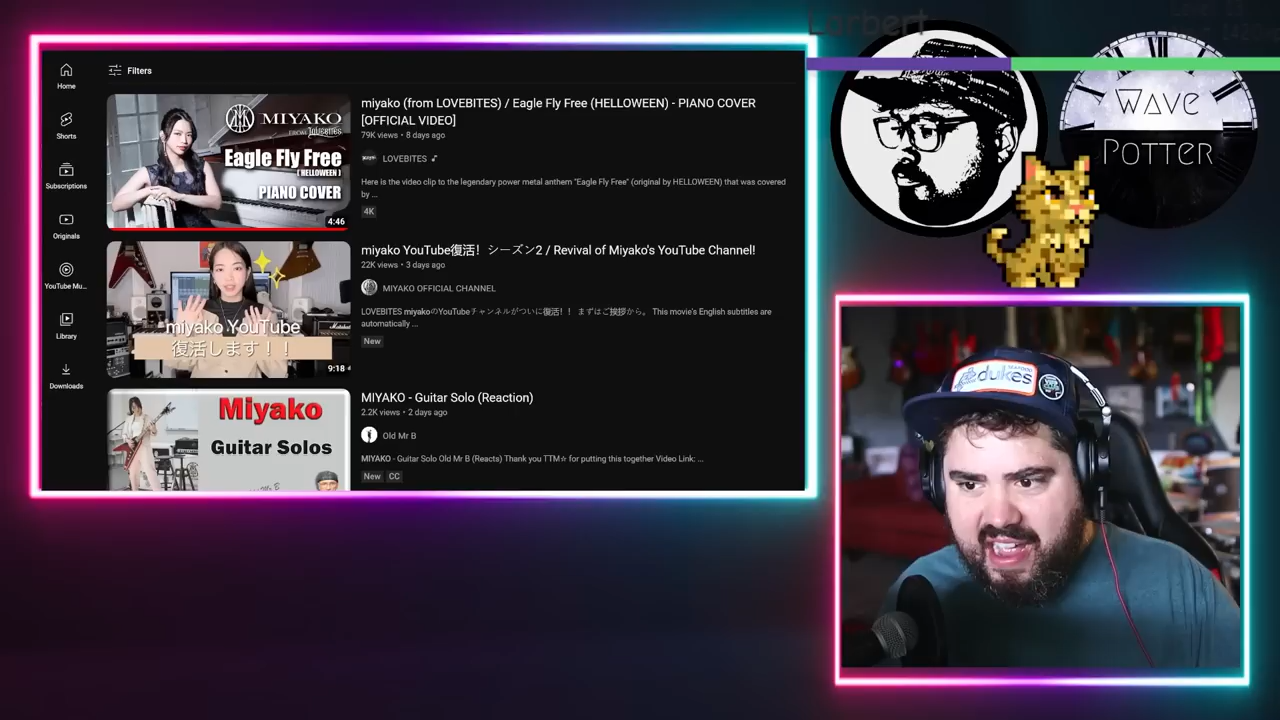 Larbert
Filters
Home
Shorts
Subscriptions
Originals
YouTube Mu...
Library
Downloads
MIYAKO
FROM Lovebites
Eagle Fly Free
(HELLOWEEN)
PIANO COVER
4:46
miyako (from LOVEBITES) / Eagle Fly Free (HELLOWEEN) - PIANO COVER
[OFFICIAL VIDEO]
79K views • 8 days ago
LOVEBITES
Here is the video clip to the legendary power metal anthem "Eagle Fly Free" (original by HELLOWEEN) that was covered
by ...
4K
miyako YouTube
復活します！！
9:18
miyako YouTube復活！シーズン2 / Revival of Miyako's YouTube Channel!
22K views • 3 days ago
MIYAKO OFFICIAL CHANNEL
LOVEBITES miyakoのYouTubeチャンネルがついに復活！！ まずはご挨拶から。 This movie's English subtitles are
automatically ...
New
Miyako
Guitar Solos
MIYAKO - Guitar Solo (Reaction)
2.2K views • 2 days ago
Old Mr B
MIYAKO - Guitar Solo Old Mr B (Reacts) Thank you TTM☆ for putting this together Video Link: ...
New CC
WAVE
POTTER
SEAFOOD
dukes
Marshall